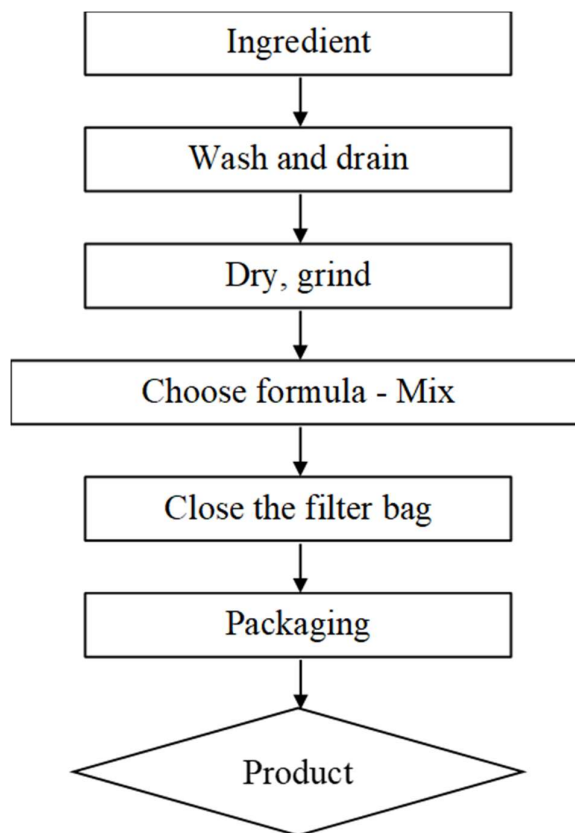 Ingredient
Wash and drain
Dry, grind
Choose formula - Mix
Close the filter bag
Packaging
Product